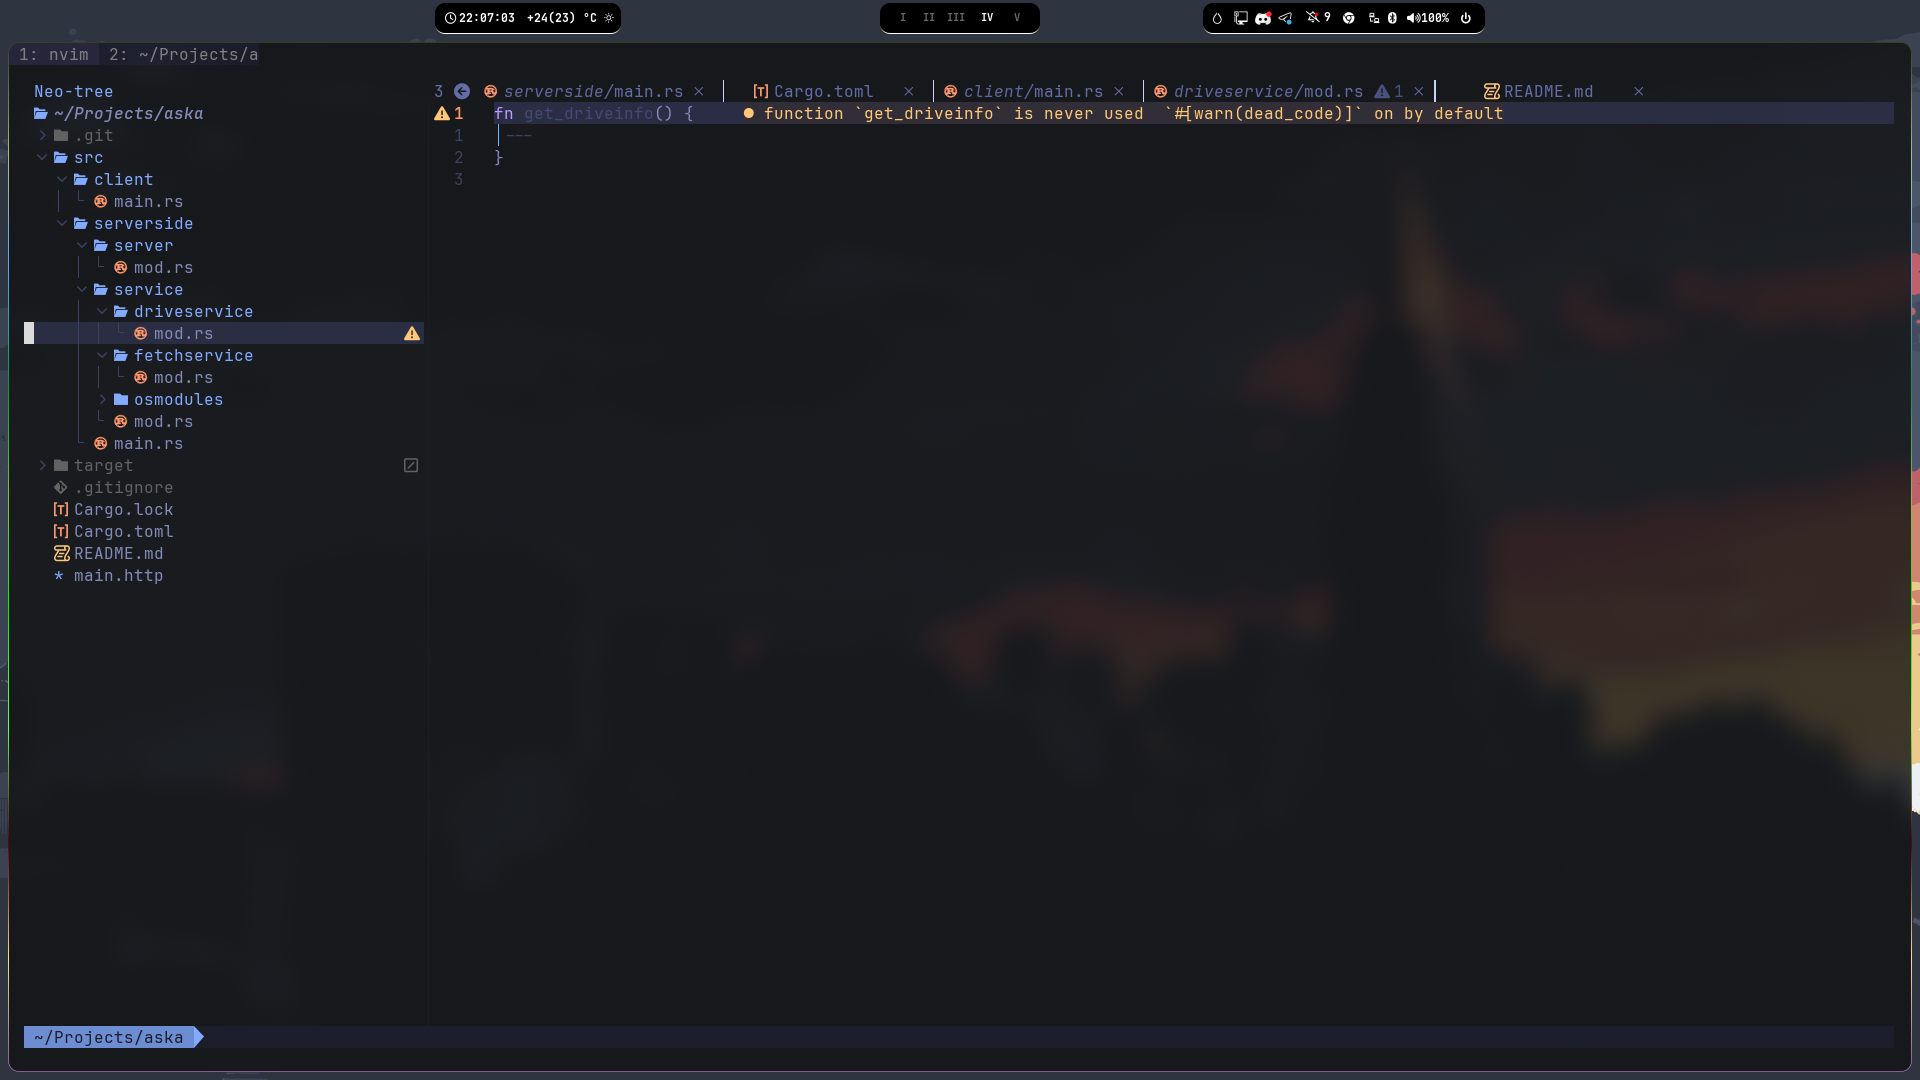 22:07:03 +24(23) °C
I II III IV V
9 100%
1: nvim 2: ~/Projects/a
Neo-tree
~/Projects/aska
.git
src
client
main.rs
serverside
server
mod.rs
service
driveservice
mod.rs
fetchservice
mod.rs
osmodules
mod.rs
main.rs
target
.gitignore
Cargo.lock
Cargo.toml
README.md
main.http
3 serverside/main.rs × Cargo.toml × client/main.rs × driveservice/mod.rs 1 × README.md ×
1 fn get_driveinfo() { ● function `get_driveinfo` is never used `#[warn(dead_code)]` on by default
1 ---
2 }
3
~/Projects/aska